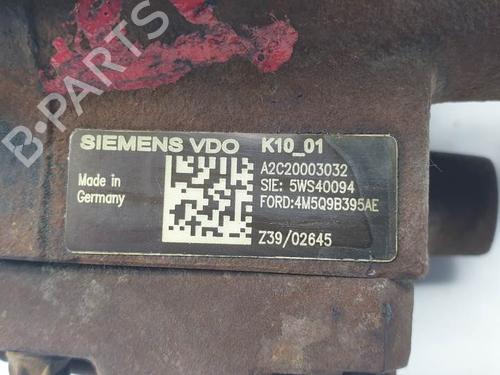 SIEMENS VDO K10_01
A2C20003032
Made in Germany
SIE: 5WS40094
FORD:4M5Q9B395AE
Z39/02645
B-PARTS